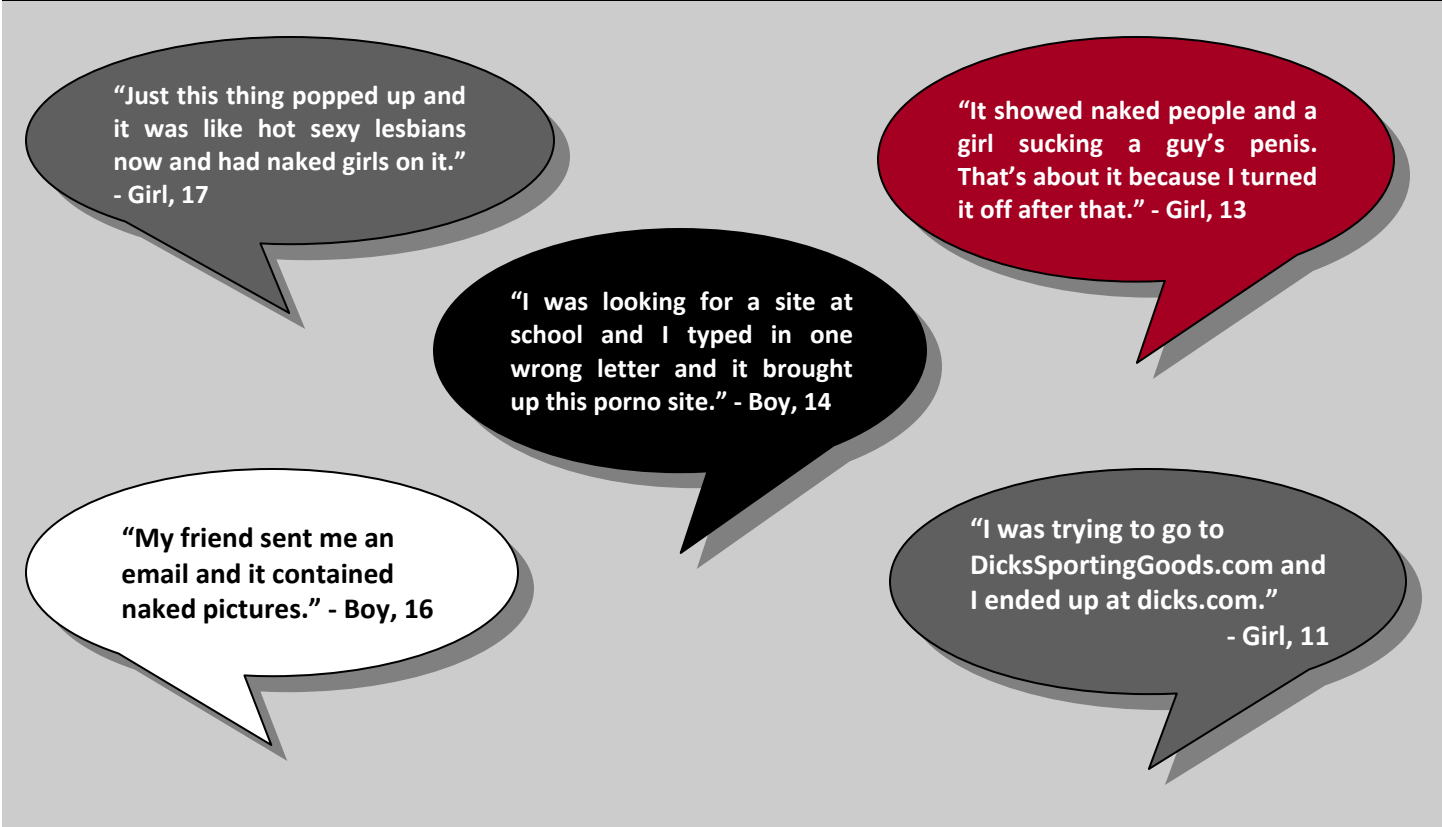 “Just this thing popped up and
it was like hot sexy lesbians
now and had naked girls on it.”
- Girl, 17
“It showed naked people and a
girl sucking a guy’s penis.
That’s about it because I turned
it off after that.” - Girl, 13
“I was looking for a site at
school and I typed in one
wrong letter and it brought
up this porno site.” - Boy, 14
“My friend sent me an
email and it contained
naked pictures.” - Boy, 16
“I was trying to go to
DicksSportingGoods.com and
I ended up at dicks.com.”
- Girl, 11